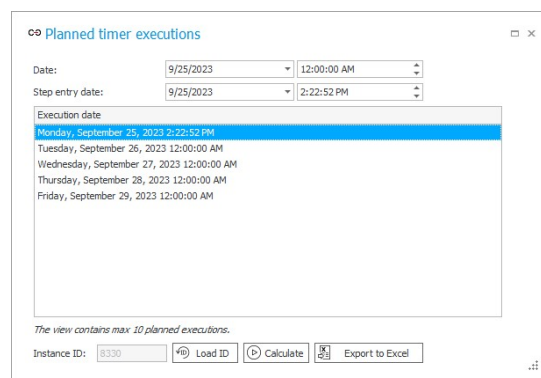 Planned timer executions
Date: 9/25/2023 12:00:00 AM
Step entry date: 9/25/2023 2:22:52 PM
Execution date
Monday, September 25, 2023 2:22:52 PM
Tuesday, September 26, 2023 12:00:00 AM
Wednesday, September 27, 2023 12:00:00 AM
Thursday, September 28, 2023 12:00:00 AM
Friday, September 29, 2023 12:00:00 AM
The view contains max 10 planned executions.
Instance ID: 8330 Load ID Calculate Export to Excel